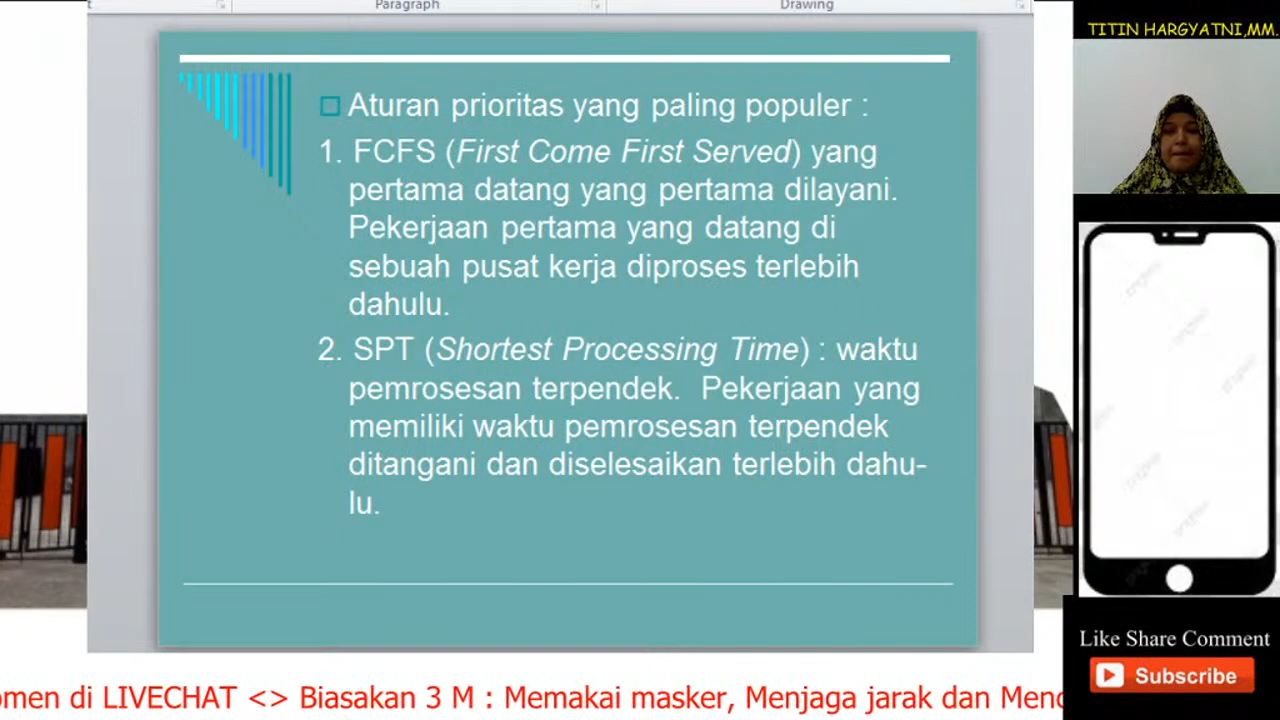 Paragraph
Drawing
TITIN HARGYATNI,MM.
Aturan prioritas yang paling populer :
1. FCFS (First Come First Served) yang
pertama datang yang pertama dilayani.
Pekerjaan pertama yang datang di
sebuah pusat kerja diproses terlebih
dahulu.
2. SPT (Shortest Processing Time) : waktu
pemrosesan terpendek. Pekerjaan yang
memiliki waktu pemrosesan terpendek
ditangani dan diselesaikan terlebih dahu-
lu.
Like Share Comment
Subscribe
omen di LIVECHAT <> Biasakan 3 M : Memakai masker, Menjaga jarak dan Menc